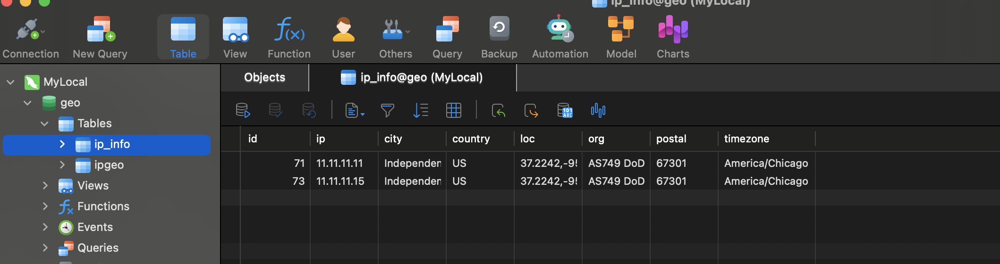 ip_info@geo (MyLocal)
Connection New Query Table View Function User Others Query Backup Automation Model Charts
MyLocal
geo
Tables
ip_info
ipgeo
Views
Functions
Events
Queries
Objects ip_info@geo (MyLocal)
id ip city country loc org postal timezone
71 11.11.11.11 Independen US 37.2242,-95 AS749 DoD 67301 America/Chicago
73 11.11.11.15 Independen US 37.2242,-95 AS749 DoD 67301 America/Chicago